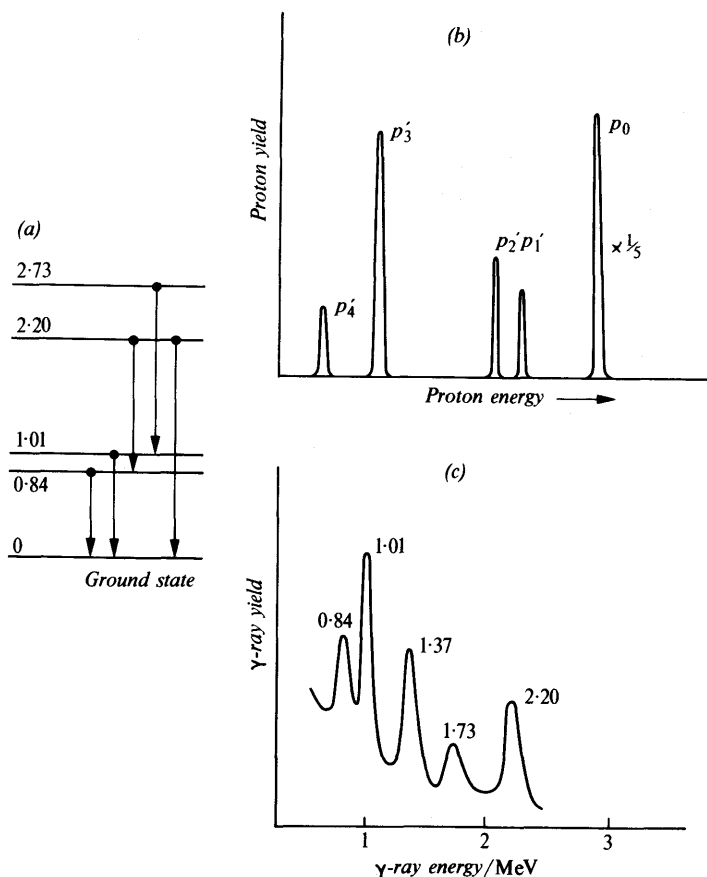 (a)
2·73
2·20
1·01
0·84
0
Ground state
(b)
Proton yield
p₄′
p₃′
p₂′ p₁′
p₀
× 1/5
Proton energy
(c)
γ-ray yield
0·84
1·01
1·37
1·73
2·20
1 2 3
γ-ray energy/MeV